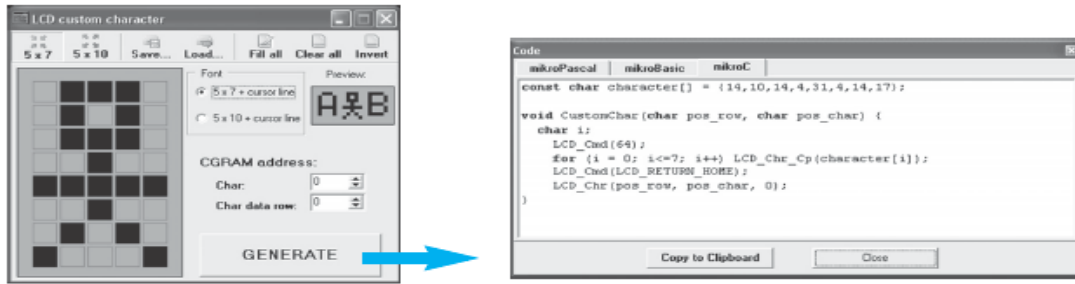 LCD custom character
5 x 7 5 x 10 Save... Load... Fill all Clear all Invert
Font
Preview:
5 x 7 + cursor line
5 x 10 + cursor line
A B
CGRAM address:
Char: 0
Char data row: 0
GENERATE
Code
mikroPascal mikroBasic mikroC
const char character[] = {14,10,14,4,31,4,14,17};
void CustomChar(char pos_row, char pos_char) {
char i;
LCD_Cmd(64);
for (i = 0; i<=7; i++) LCD_Chr_Cp(character[i]);
LCD_Cmd(LCD_RETURN_HOME);
LCD_Chr(pos_row, pos_char, 0);
}
Copy to Clipboard Close